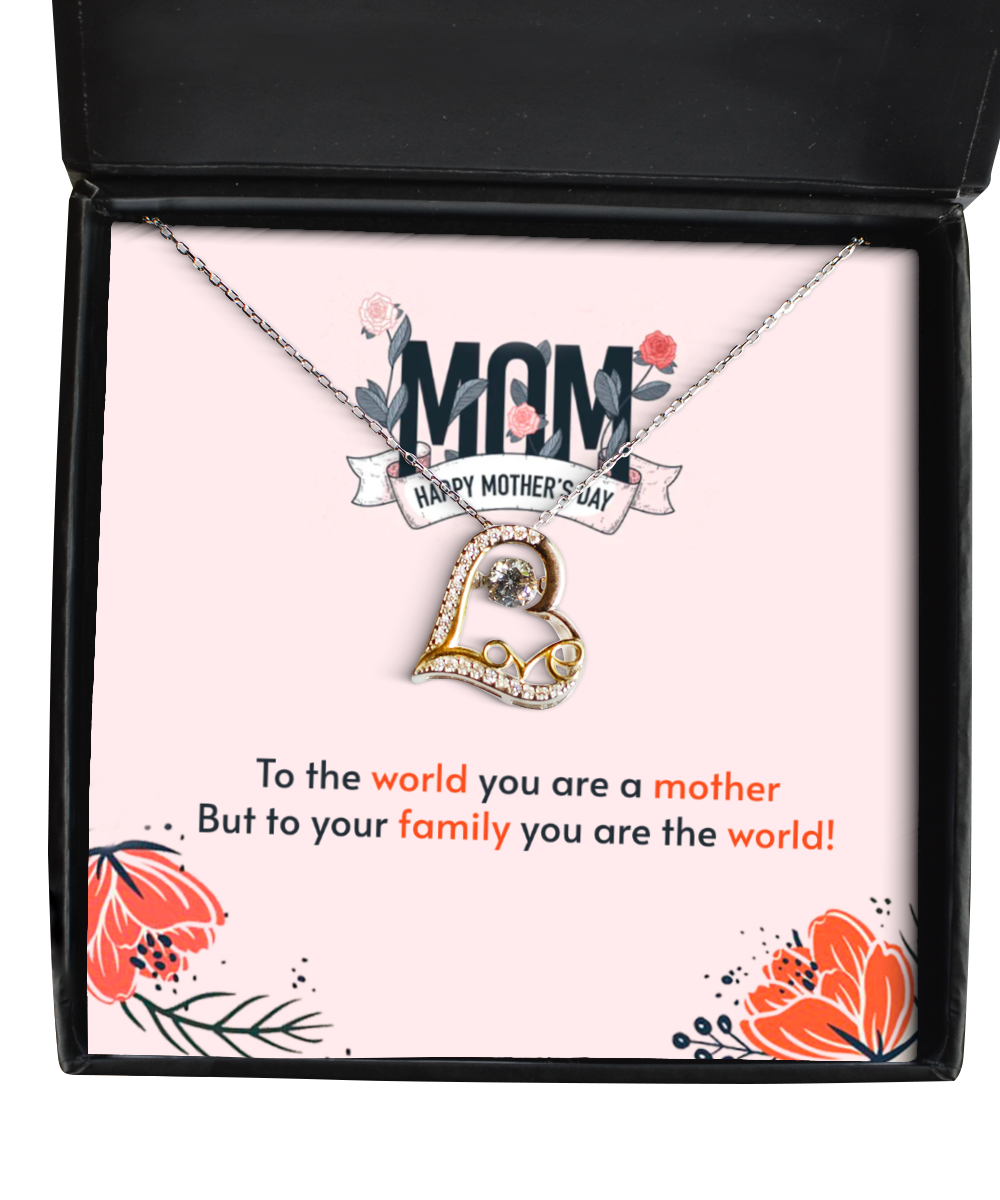 MOM
HAPPY MOTHER'S DAY
Love
To the world you are a mother
But to your family you are the world!